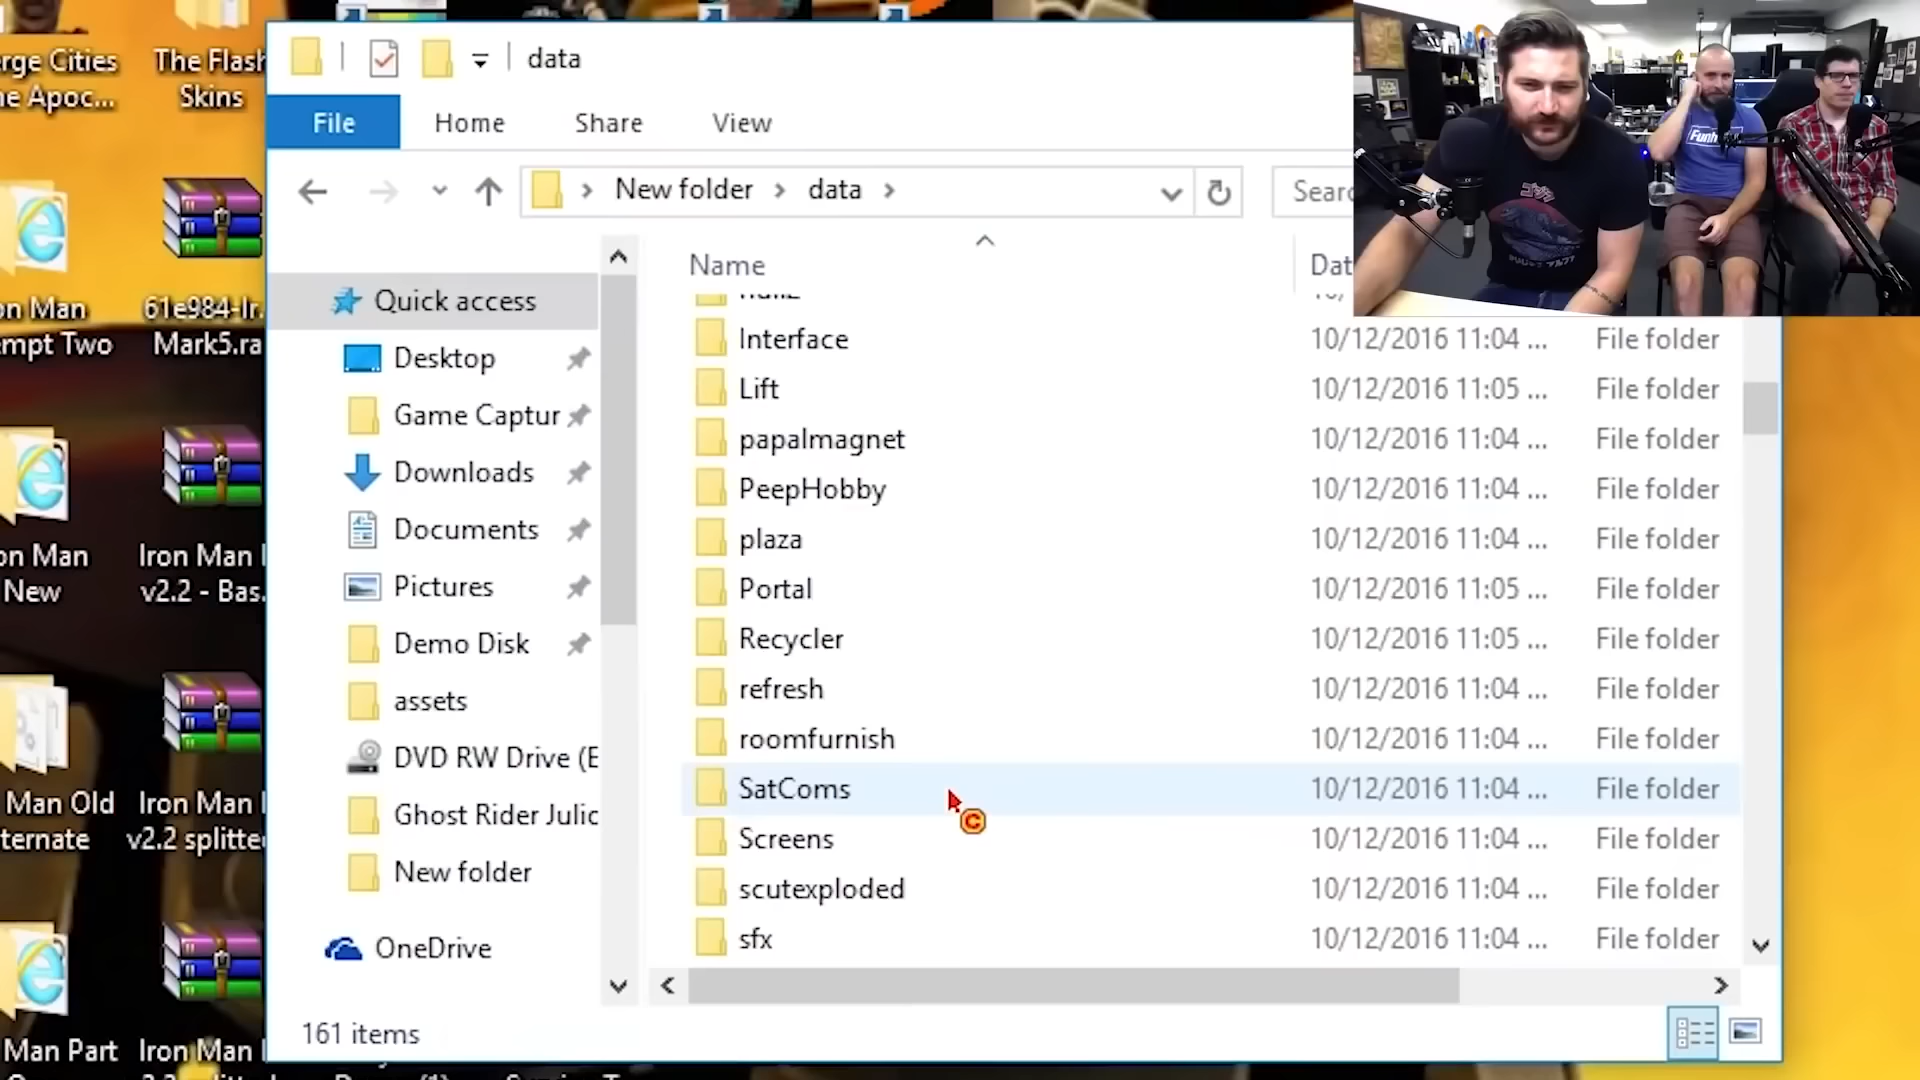 The Flash
Skins
data
File
Home
Share
View
New folder
data
Name
Quick access
Desktop
Game Captur
Downloads
Documents
Pictures
Demo Disk
assets
DVD RW Drive (E
Ghost Rider Julic
New folder
OneDrive
Interface 10/12/2016 11:04 ... File folder
Lift 10/12/2016 11:05 ... File folder
papalmagnet 10/12/2016 11:04 ... File folder
PeepHobby 10/12/2016 11:04 ... File folder
plaza 10/12/2016 11:04 ... File folder
Portal 10/12/2016 11:05 ... File folder
Recycler 10/12/2016 11:05 ... File folder
refresh 10/12/2016 11:04 ... File folder
roomfurnish 10/12/2016 11:04 ... File folder
SatComs 10/12/2016 11:04 ... File folder
Screens 10/12/2016 11:04 ... File folder
scutexploded 10/12/2016 11:04 ... File folder
sfx 10/12/2016 11:04 ... File folder
161 items
rge Cities
e Apoc...
on Man
empt Two
61e984-Ir.
Mark5.ra
on Man
New
Iron Man
v2.2 - Bas.
Man Old
ternate
Iron Man
v2.2 splitte
Man Part
Iron Man